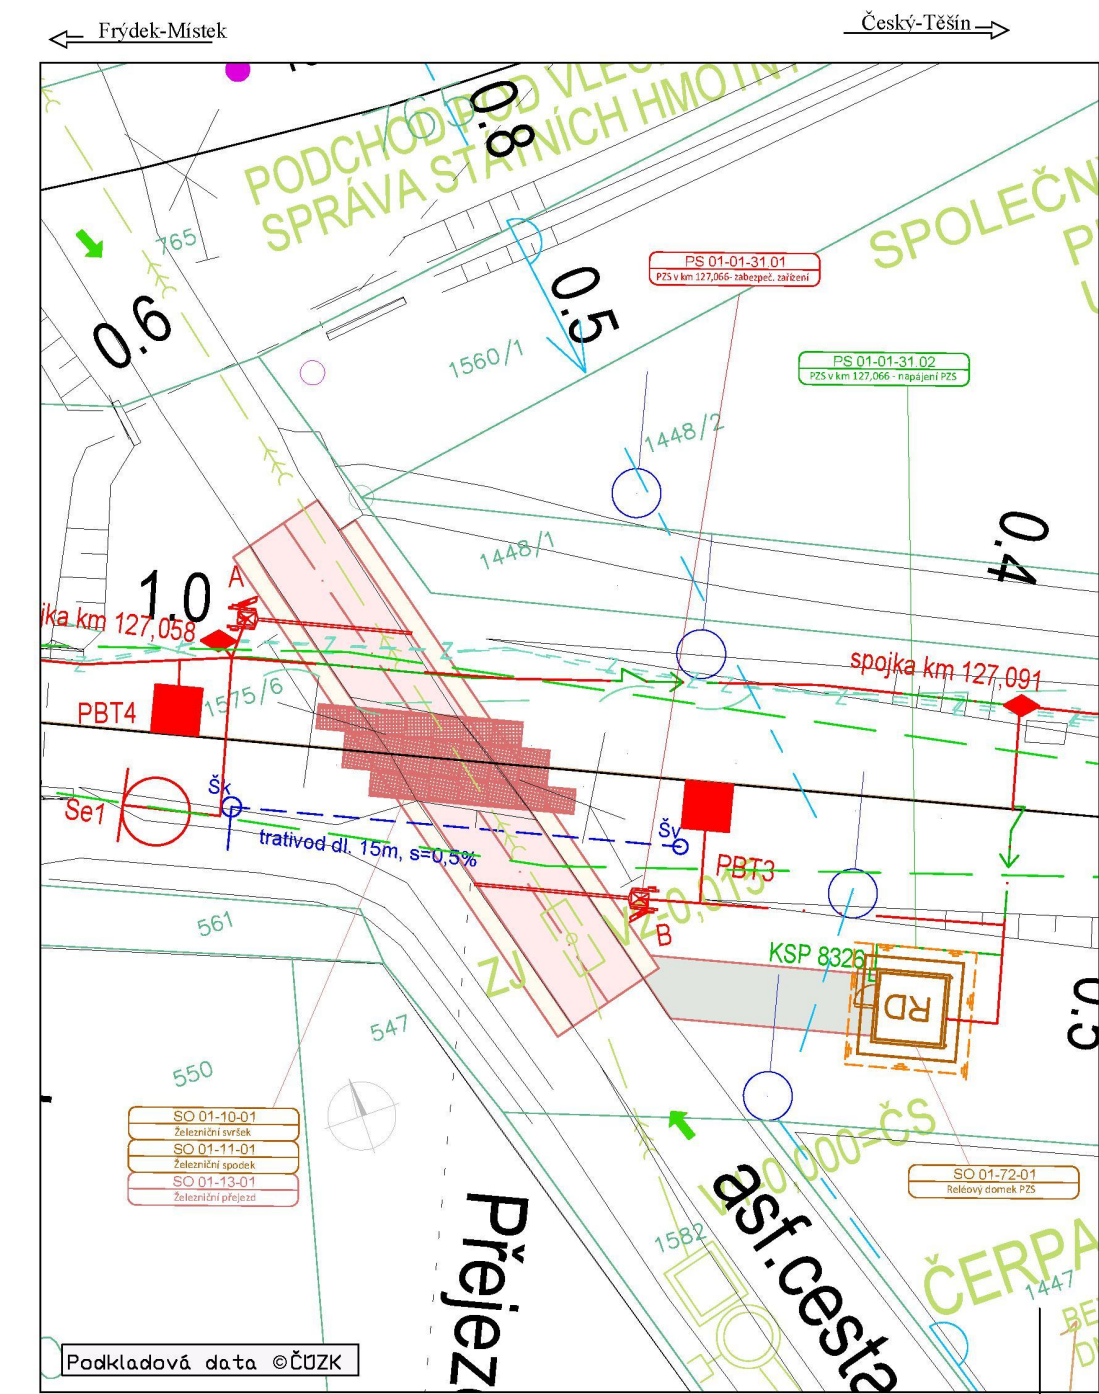 Frýdek-Místek
Český-Těšín
0.8
765
PODCHOD POD VLEČ
SPRÁVA STÁTNÍCH HMOTN
SPOLEČN
765
0.6
0.5
PS 01-01-31.01
PZS v km 127,066- zabezpeč. zařízení
PS 01-01-31.02
PZS v km 127,066 - napájení PZS
1560/1
1448/2
1448/1
0.4
1.0
A
jka km 127,058
spojka km 127,091
1575/6
PBT4
Šk
Se1
trativod dl. 15m, s=0,5%
Šv
PBT3
B
561
ZJ
KSP 8326
RD
0.5
547
550
SO 01-10-01
Železniční svršek
SO 01-11-01
Železniční spodek
SO 01-13-01
Železniční přejezd
SO 01-72-01
Reléový domek PZS
asf.cesta
Přejezd
1582
ČERPA
1447
Podkladová data ©ČÚZK